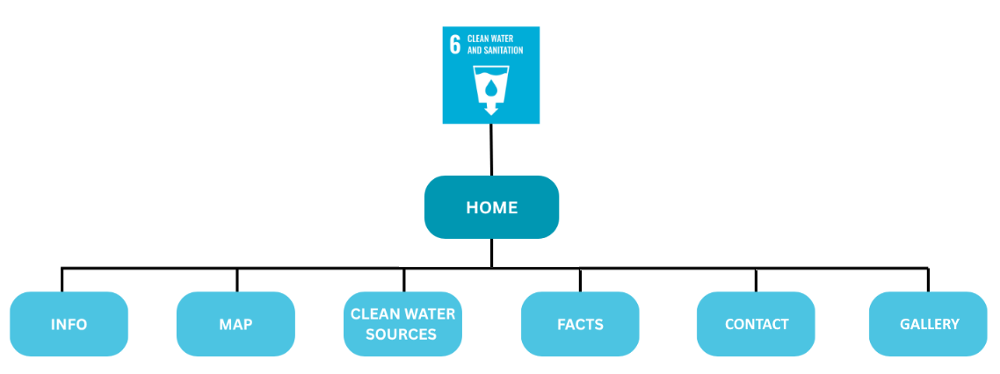 6 CLEAN WATER
AND SANITATION
HOME
INFO
MAP
CLEAN WATER
SOURCES
FACTS
CONTACT
GALLERY